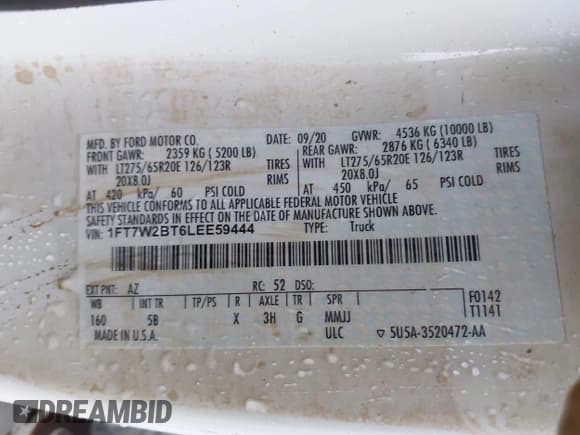 MFD. BY FORD MOTOR CO.
DATE: 09/20 GVWR: 4536 KG (10000 LB)
FRONT GAWR: 2359 KG ( 5200 LB)
REAR GAWR: 2876 KG ( 6340 LB)
WITH LT275/65R20E 126/123R TIRES
WITH LT275/65R20E 126/123R TIRES
20X8.0J RIMS
20X8.0J RIMS
AT 420 kPa/ 60 PSI COLD
AT 450 kPa/ 65 PSI COLD
THIS VEHICLE CONFORMS TO ALL APPLICABLE FEDERAL MOTOR VEHICLE
SAFETY STANDARDS IN EFFECT ON THE DATE OF MANUFACTURE SHOWN ABOVE.
VIN: 1FT7W2BT6LEE59444 TYPE: Truck
EXT PNT: AZ RC: 52 DSO:
WB INT TR TP/PS R AXLE TR SPR F0142
160 5B X 3H G MMJJ T1141
MADE IN U.S.A. ULC ▽ 5U5A-3520472-AA
DREAMBID